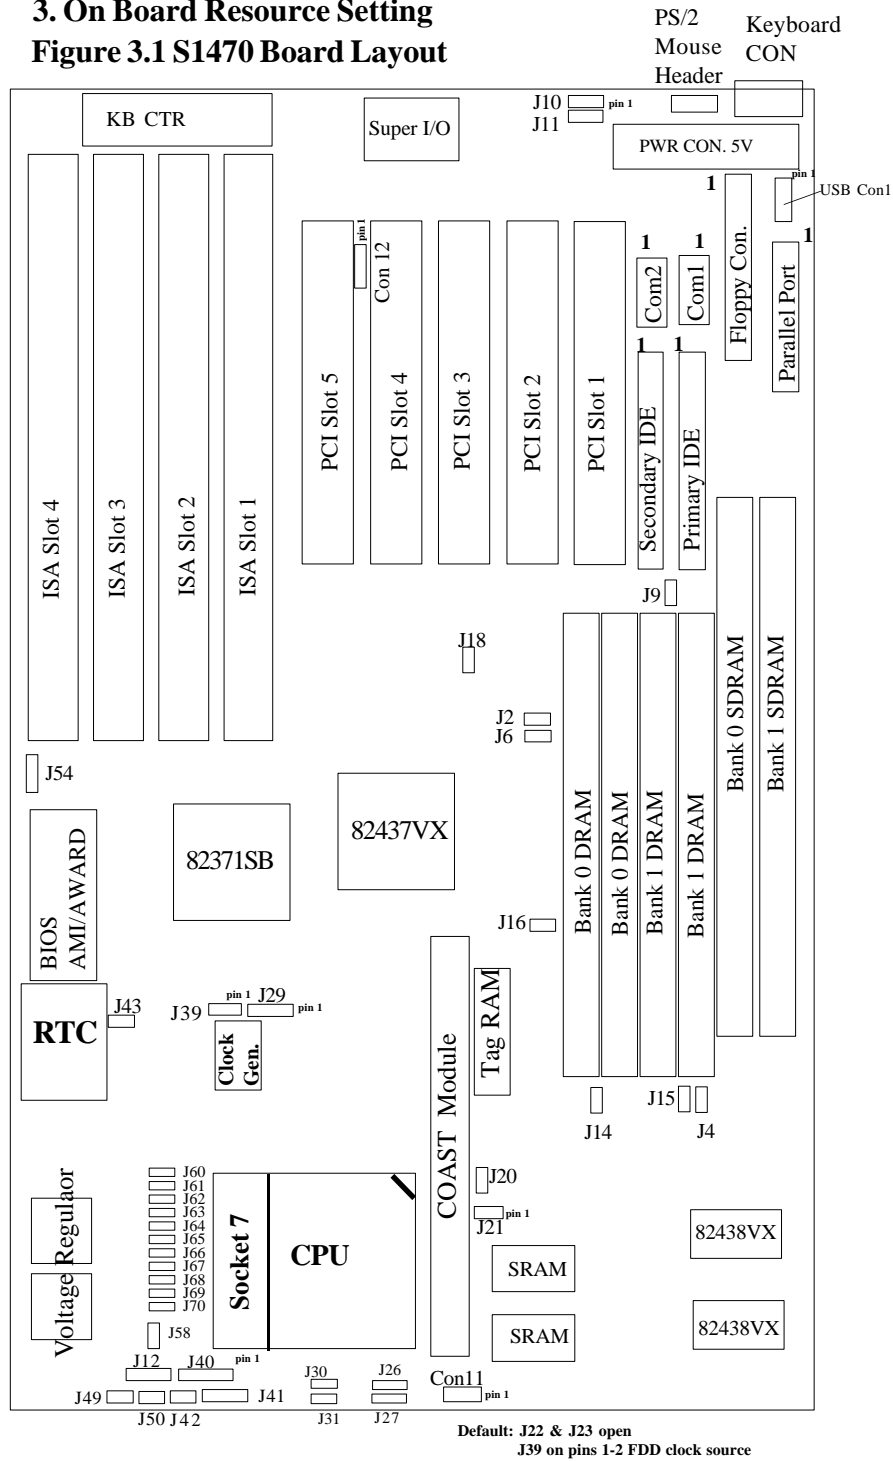 3. On Board Resource Setting
Figure 3.1 S1470 Board Layout
PS/2
Mouse
Header
Keyboard
CON
KB CTR
Super I/O
J10
pin 1
J11
PWR CON. 5V
pin 1
USB Con1
1
Floppy Con.
1
Parallel Port
1
Com2
1
Com1
pin 1
Con 12
1
Secondary IDE
1
Primary IDE
ISA Slot 4
ISA Slot 3
ISA Slot 2
ISA Slot 1
PCI Slot 5
PCI Slot 4
PCI Slot 3
PCI Slot 2
PCI Slot 1
J9
J18
J2
J6
Bank 0 DRAM
Bank 0 DRAM
Bank 1 DRAM
Bank 1 DRAM
Bank 0 SDRAM
Bank 1 SDRAM
J54
BIOS
AMI/AWARD
82371SB
82437VX
J16
RTC
J43
J39
pin 1
J29
pin 1
Clock
Gen.
COAST Module
Tag RAM
J14
J15
J4
Voltage Regulaor
J60
J61
J62
J63
J64
J65
J66
J67
J68
J69
J70
J58
Socket 7
CPU
J20
pin 1
J21
SRAM
SRAM
82438VX
82438VX
J12
J40
pin 1
J49
J50
J42
J41
J30
J31
J26
J27
Con11
pin 1
Default: J22 & J23 open
J39 on pins 1-2 FDD clock source